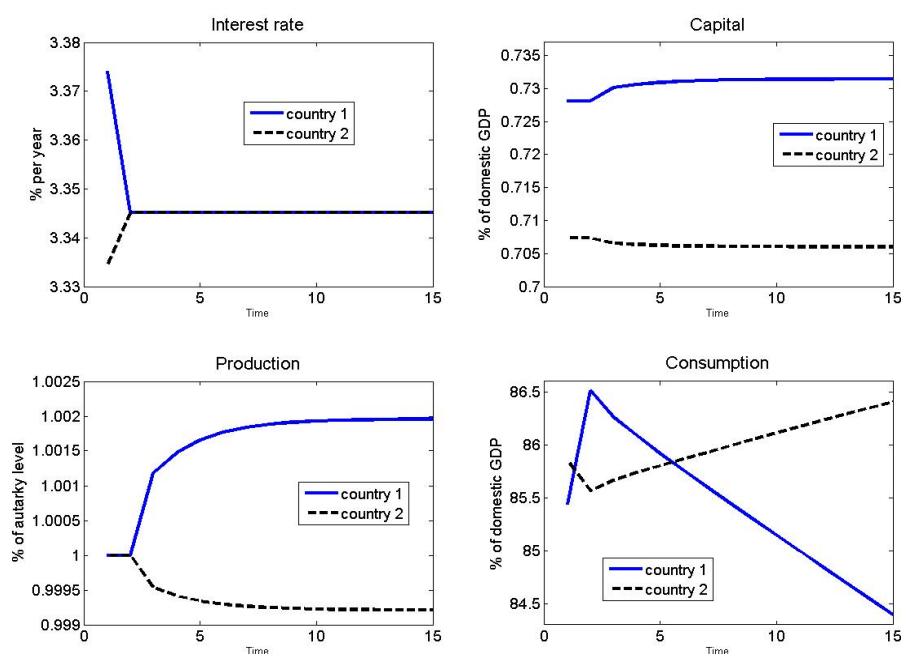 Interest rate
% per year
3.38
3.37
3.36
3.35
3.34
3.33
0
5
10
15
Time
country 1
country 2
Capital
% of domestic GDP
0.735
0.73
0.725
0.72
0.715
0.71
0.705
0.7
0
5
10
15
Time
country 1
country 2
Production
% of autarky level
1.0025
1.002
1.0015
1.001
1.0005
1
0.9995
0.999
0
5
10
15
Time
country 1
country 2
Consumption
% of domestic GDP
86.5
86
85.5
85
84.5
0
5
10
15
Time
country 1
country 2